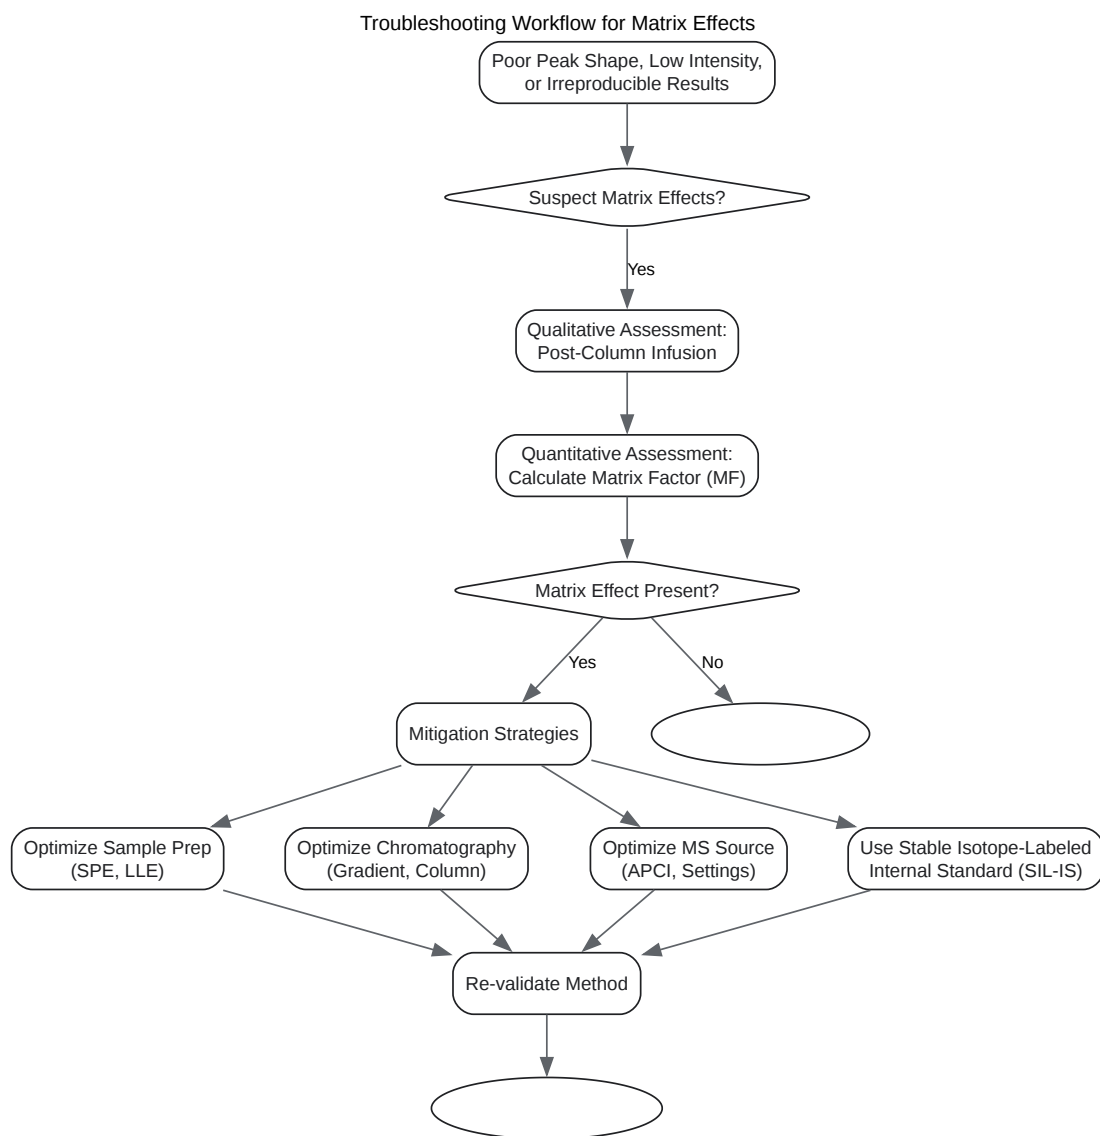 Troubleshooting Workflow for Matrix Effects
Poor Peak Shape, Low Intensity,
or Irreproducible Results
Suspect Matrix Effects?
Yes
Qualitative Assessment:
Post-Column Infusion
Quantitative Assessment:
Calculate Matrix Factor (MF)
Matrix Effect Present?
Yes
No
Mitigation Strategies
Optimize Sample Prep
(SPE, LLE)
Optimize Chromatography
(Gradient, Column)
Optimize MS Source
(APCI, Settings)
Use Stable Isotope-Labeled
Internal Standard (SIL-IS)
Re-validate Method